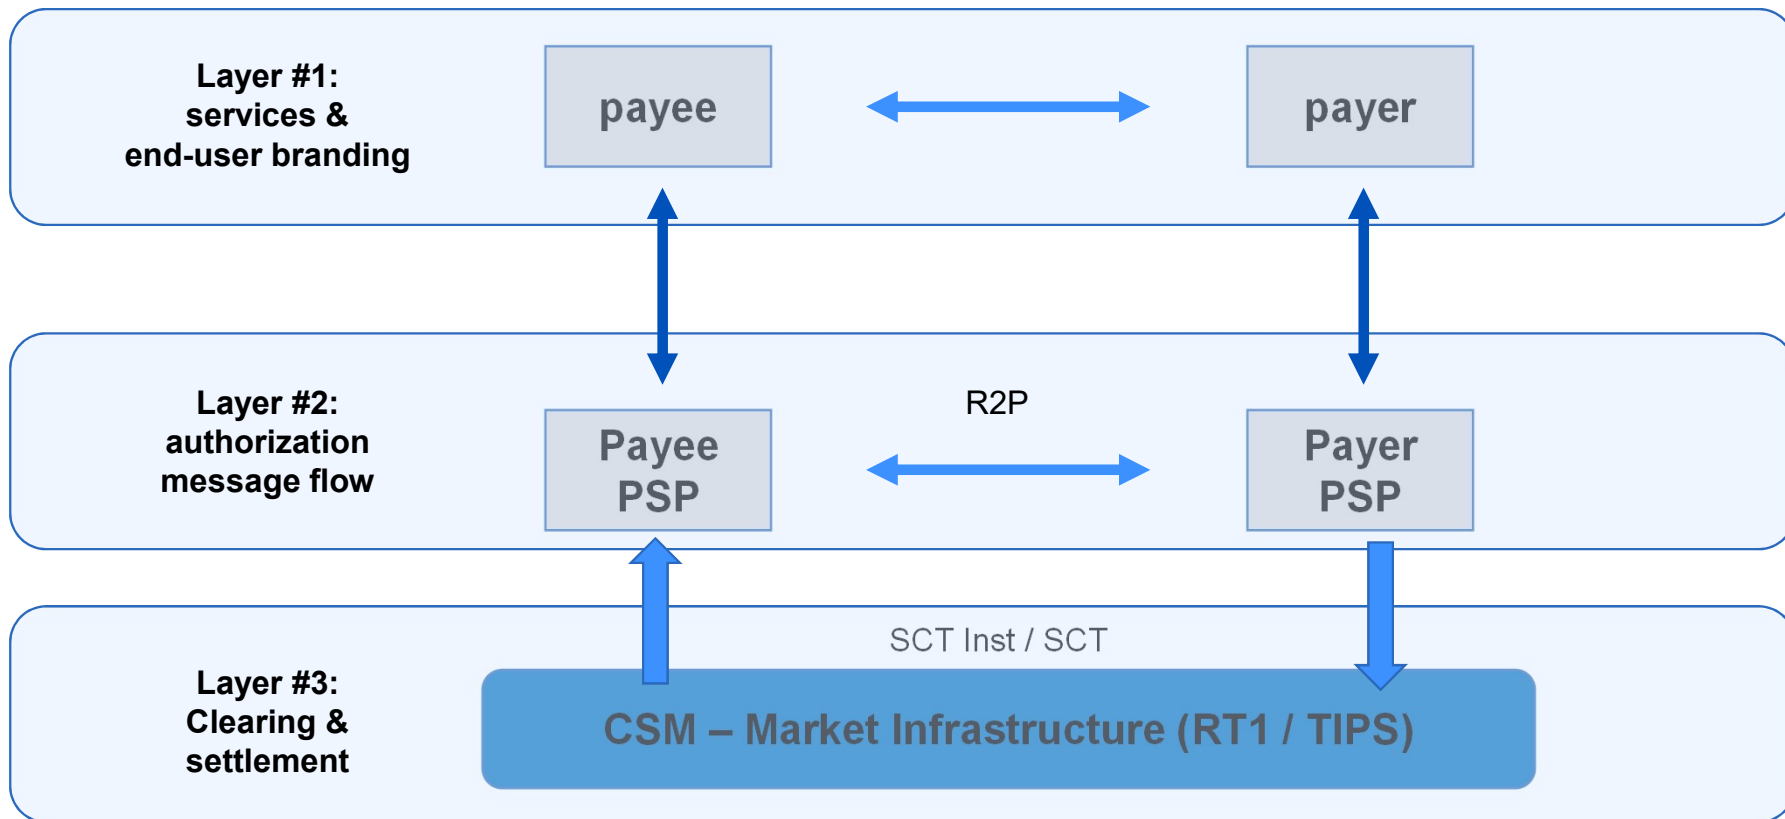 Layer #1:
services &
end-user branding
payee
payer
Layer #2:
authorization
message flow
Payee
PSP
R2P
Payer
PSP
Layer #3:
Clearing &
settlement
SCT Inst / SCT
CSM – Market Infrastructure (RT1 / TIPS)